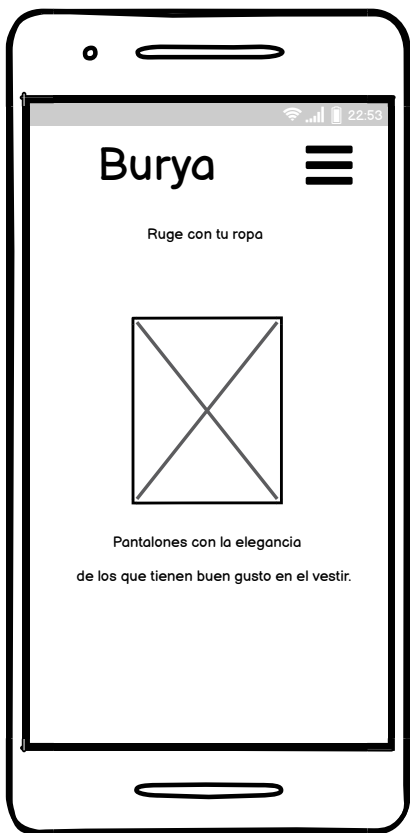 22:53
Burya
Ruge con tu ropa
Pantalones con la elegancia
de los que tienen buen gusto en el vestir.